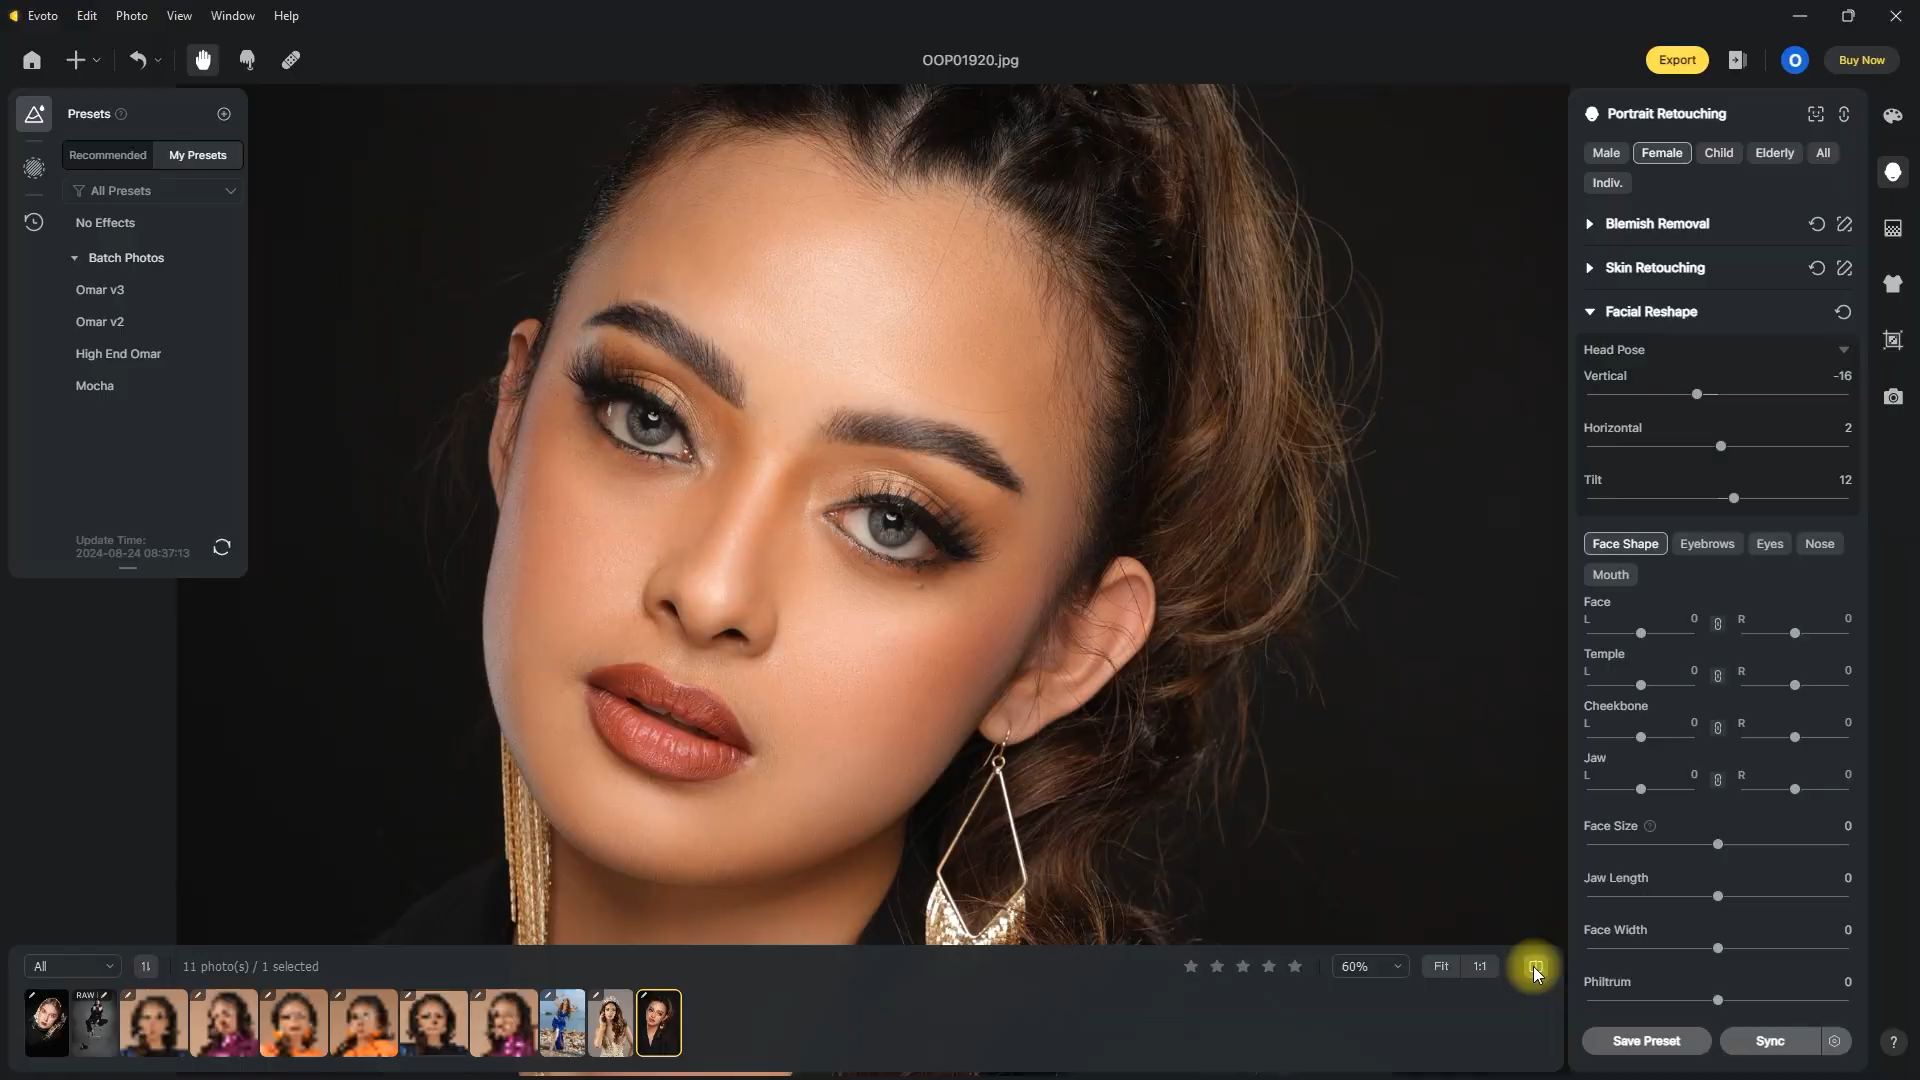 Evoto Edit Photo View Window Help
OOP01920.jpg
Export
O
Buy Now
Presets
Recommended My Presets
All Presets
No Effects
Batch Photos
Omar v3
Omar v2
High End Omar
Mocha
Update Time:
2024-08-24 08:37:13
Portrait Retouching
Male Female Child Elderly All
Indiv.
Blemish Removal
Skin Retouching
Facial Reshape
Head Pose
Vertical -16
Horizontal 2
Tilt 12
Face Shape Eyebrows Eyes Nose
Mouth
Face
L 0 R 0
Temple
L 0 R 0
Cheekbone
L 0 R 0
Jaw
L 0 R 0
Face Size 0
Jaw Length 0
Face Width 0
Philtrum 0
Save Preset Sync
?
All 11 photo(s) / 1 selected 60% Fit 1:1
RAW